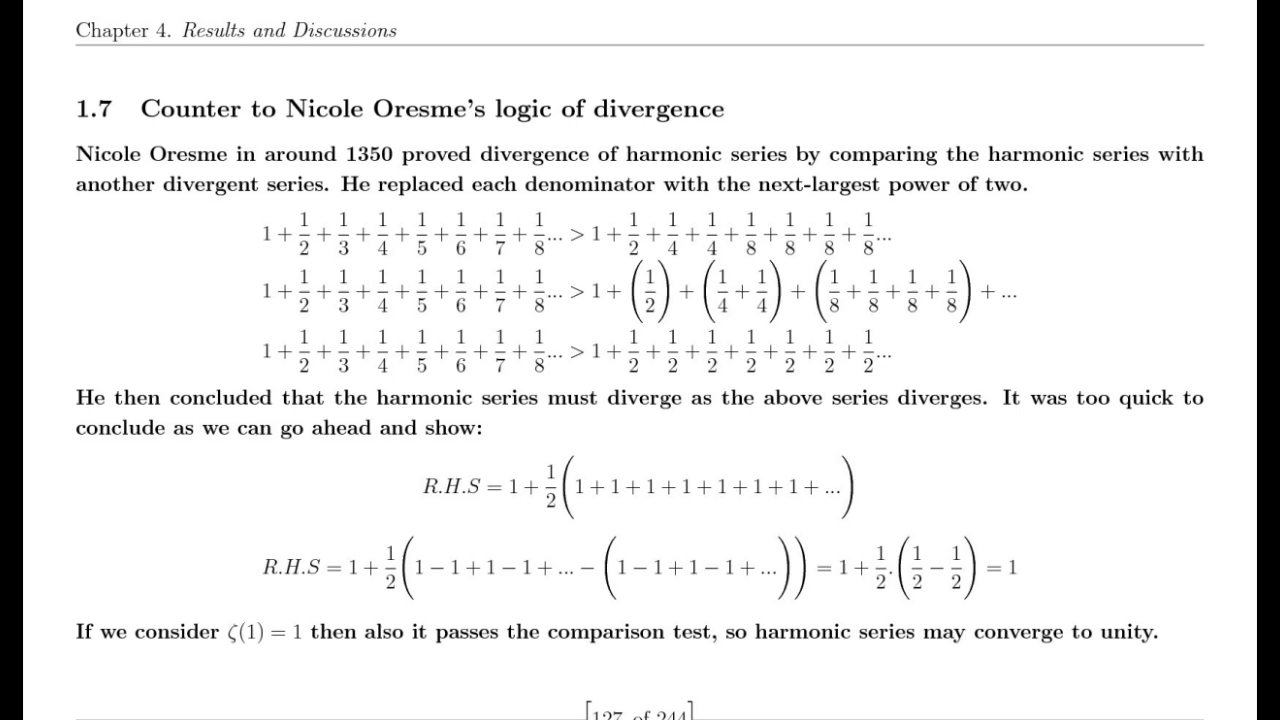 Chapter 4. Results and Discussions
1.7 Counter to Nicole Oresme's logic of divergence
Nicole Oresme in around 1350 proved divergence of harmonic series by comparing the harmonic series with
another divergent series. He replaced each denominator with the next-largest power of two.
1 + 1/2 + 1/3 + 1/4 + 1/5 + 1/6 + 1/7 + 1/8... > 1 + 1/2 + 1/4 + 1/4 + 1/8 + 1/8 + 1/8 + 1/8...
1 + 1/2 + 1/3 + 1/4 + 1/5 + 1/6 + 1/7 + 1/8... > 1 + (1/2) + (1/4 + 1/4) + (1/8 + 1/8 + 1/8 + 1/8) + ...
1 + 1/2 + 1/3 + 1/4 + 1/5 + 1/6 + 1/7 + 1/8... > 1 + 1/2 + 1/2 + 1/2 + 1/2 + 1/2 + 1/2 + 1/2...
He then concluded that the harmonic series must diverge as the above series diverges. It was too quick to
conclude as we can go ahead and show:
R.H.S = 1 + 1/2 (1 + 1 + 1 + 1 + 1 + 1 + 1 + ...)
R.H.S = 1 + 1/2 (1 − 1 + 1 − 1 + ... − (1 − 1 + 1 − 1 + ...)) = 1 + 1/2 . (1/2 − 1/2) = 1
If we consider ζ(1) = 1 then also it passes the comparison test, so harmonic series may converge to unity.
[127 of 244]